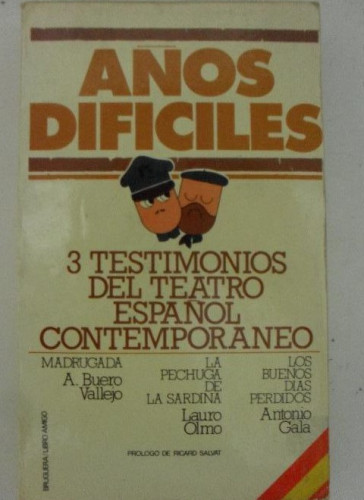 AÑOS
DIFICILES
3 TESTIMONIOS
DEL TEATRO
ESPAÑOL
CONTEMPORANEO
MADRUGADA
A. Buero
Vallejo
LA
PECHUGA
DE
LA SARDINA
Lauro
Olmo
LOS
BUENOS
DIAS
PERDIDOS
Antonio
Gala
PROLOGO DE RICARD SALVAT
BRUGUERA/LIBRO AMIGO